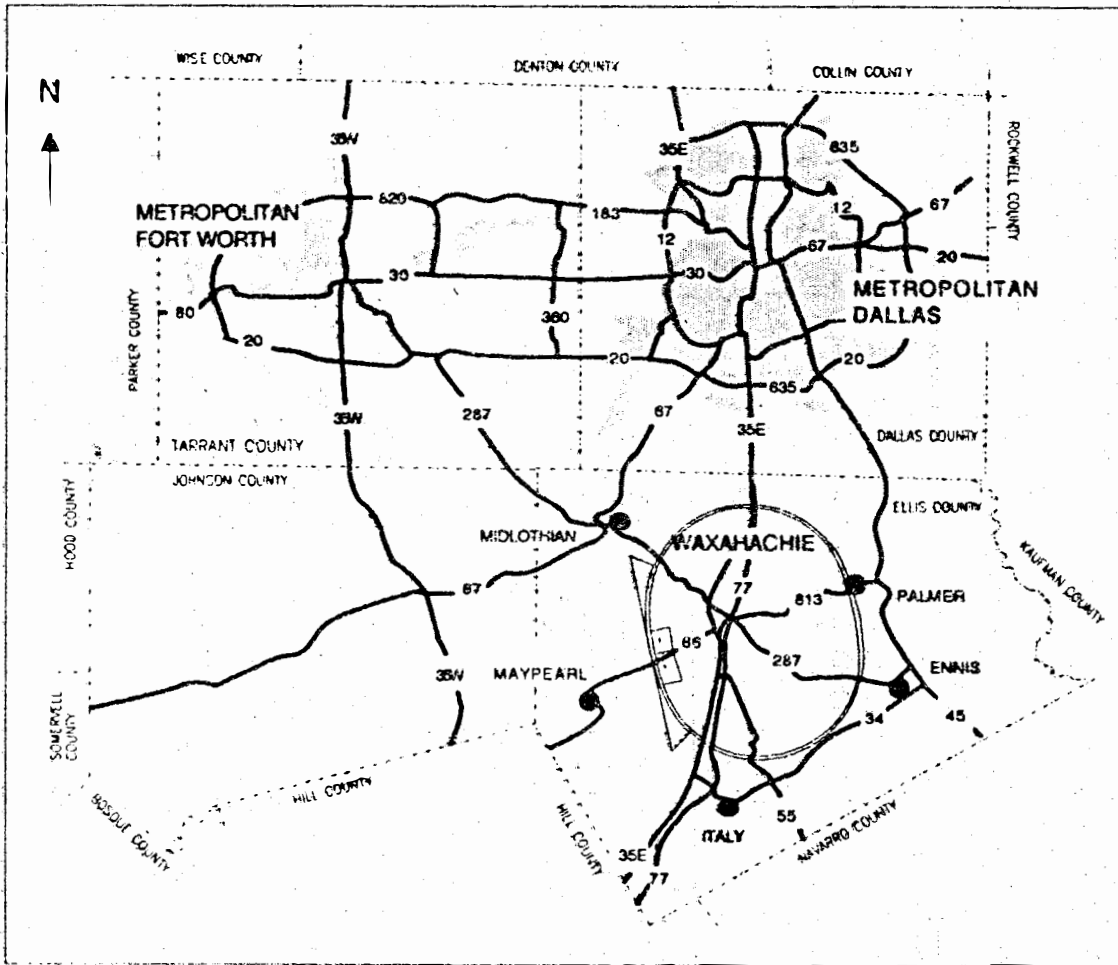 WISE COUNTY
DENTON COUNTY
COLLIN COUNTY
N
ROCKWELL COUNTY
35W
35E
635
820
METROPOLITAN
FORT WORTH
183
12
12
67
67
20
30
30
METROPOLITAN
DALLAS
80
360
PARKER COUNTY
20
20
20
635
287
67
35W
35E
TARRANT COUNTY
DALLAS COUNTY
JOHNSON COUNTY
HOOD COUNTY
ELLIS COUNTY
MIDLOTHIAN
WAXAHACHIE
KAUFMAN COUNTY
67
77
813
PALMER
66
287
ENNIS
35W
MAYPEARL
34
45
SOMERVELL
COUNTY
HILL COUNTY
BOSQUE COUNTY
HILL COUNTY
55
ITALY
NAVARRO COUNTY
35E
77